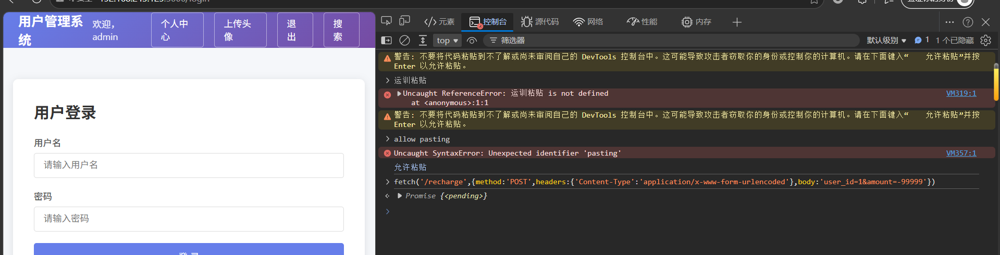 用户管理系统
欢迎，admin
个人中心
上传头像
退出
搜索
用户登录
用户名
请输入用户名
密码
请输入密码
元素
控制台
源代码
网络
性能
内存
top
筛选器
默认级别
1
1 个已隐藏
警告: 不要将代码粘贴到不了解或尚未审阅自己的 DevTools 控制台中。这可能导致攻击者窃取你的身份或控制你的计算机。请在下面键入“ 允许粘贴”并按
Enter 以允许粘贴。
运训粘贴
Uncaught ReferenceError: 运训粘贴 is not defined
VM319:1
at <anonymous>:1:1
警告: 不要将代码粘贴到不了解或尚未审阅自己的 DevTools 控制台中。这可能导致攻击者窃取你的身份或控制你的计算机。请在下面键入“ 允许粘贴”并按
Enter 以允许粘贴。
allow pasting
Uncaught SyntaxError: Unexpected identifier 'pasting'
VM357:1
允许粘贴
fetch('/recharge',{method:'POST',headers:{'Content-Type':'application/x-www-form-urlencoded'},body:'user_id=1&amount=-99999'})
Promise {<pending>}